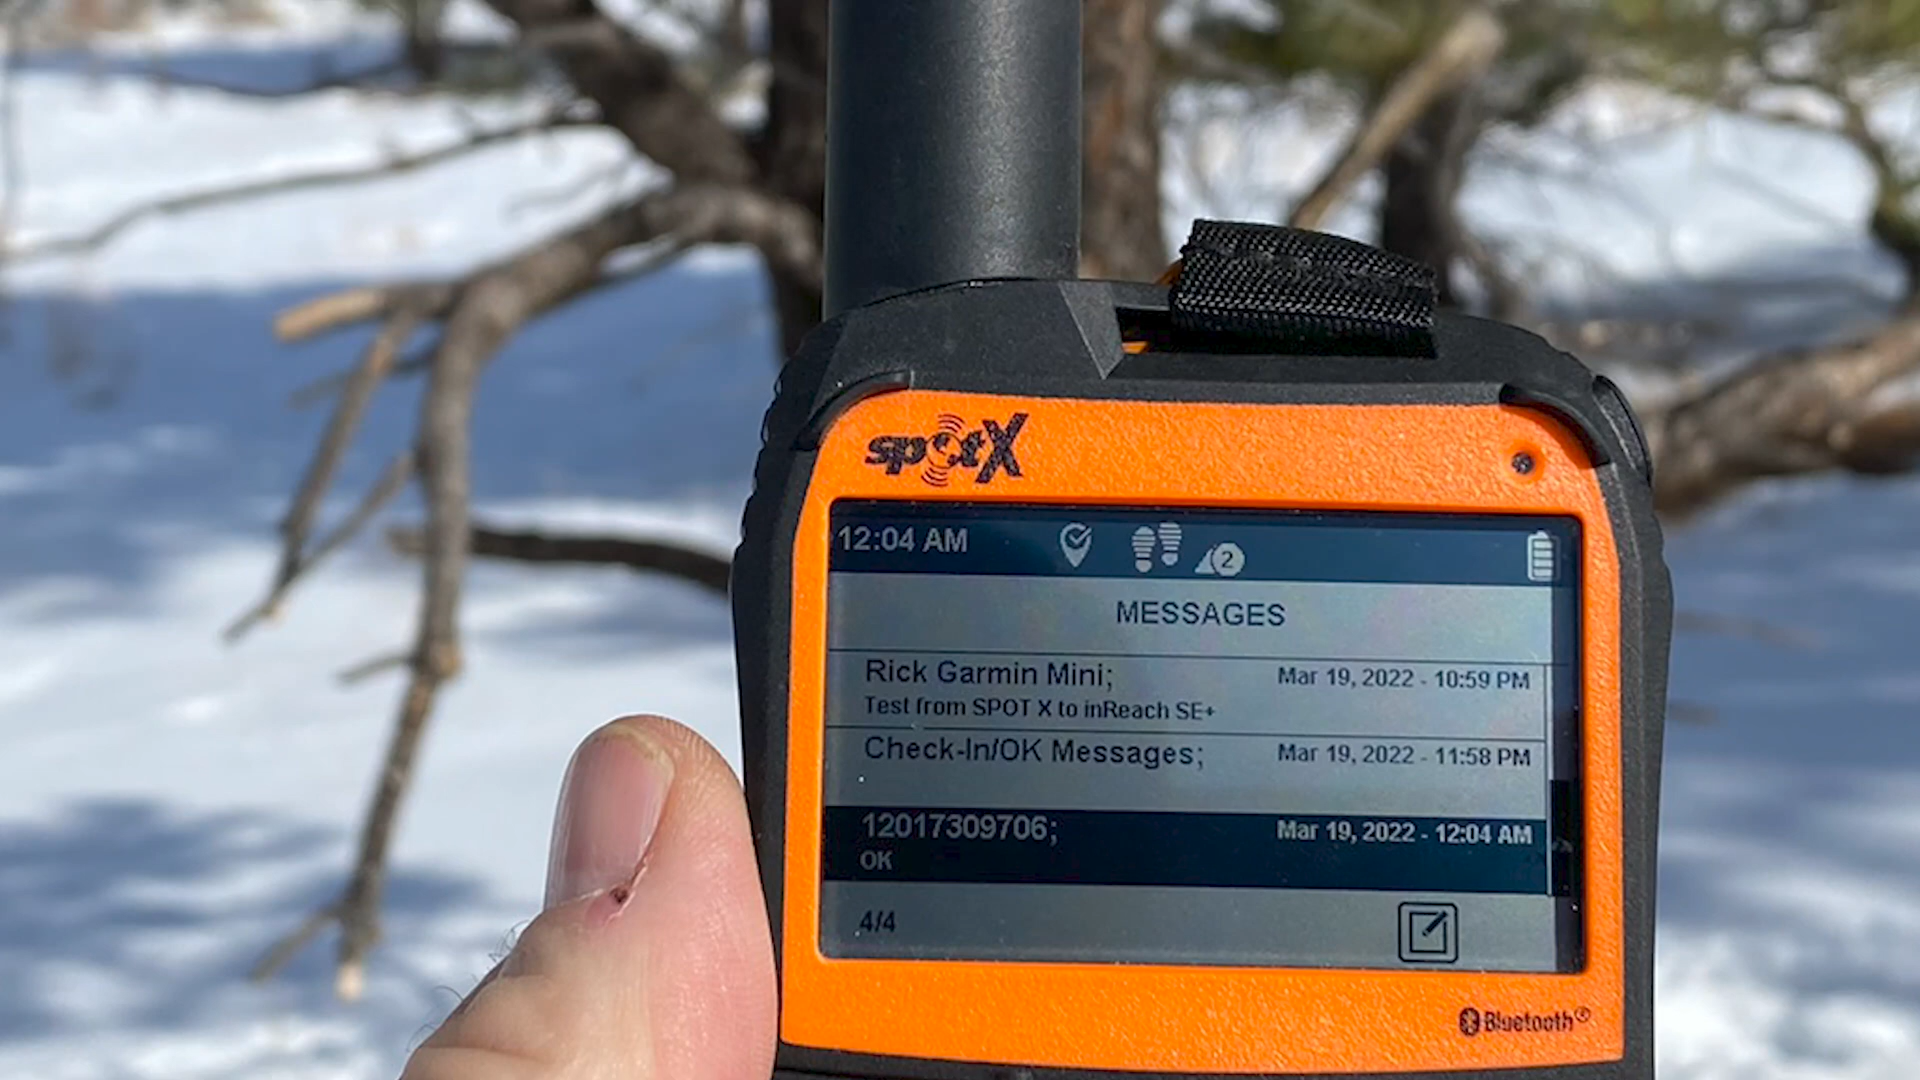 spot X
12:04 AM 2
MESSAGES
Rick Garmin Mini; Mar 19, 2022 - 10:59 PM
Test from SPOT X to inReach SE+
Check-In/OK Messages; Mar 19, 2022 - 11:58 PM
12017309706; Mar 19, 2022 - 12:04 AM
OK
4/4
Bluetooth®